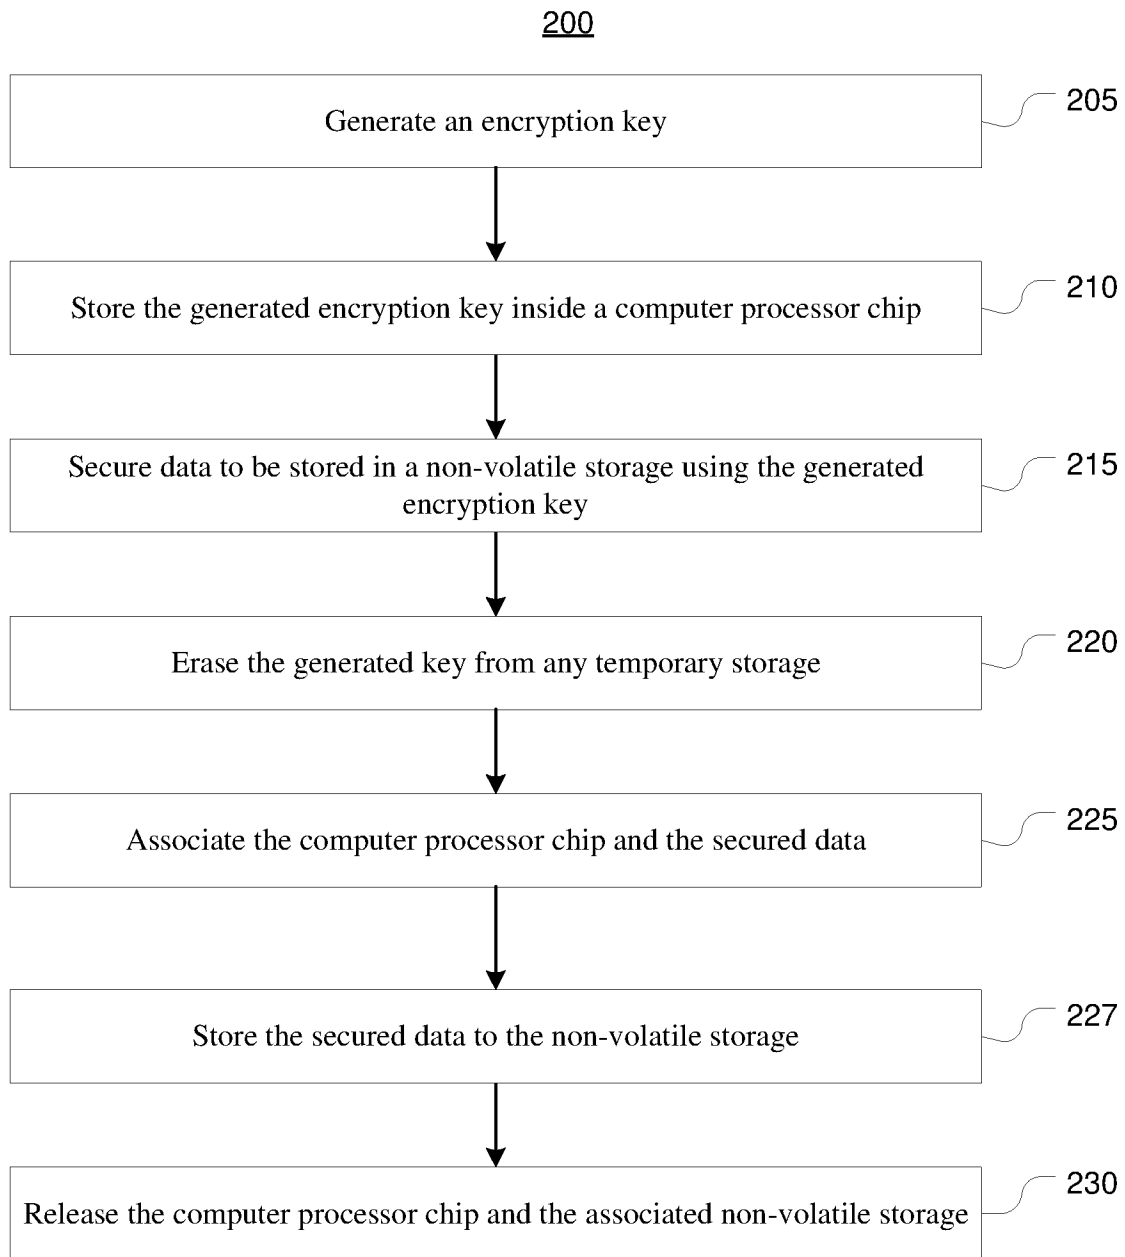 200
Generate an encryption key
205
Store the generated encryption key inside a computer processor chip
210
Secure data to be stored in a non-volatile storage using the generated
encryption key
215
Erase the generated key from any temporary storage
220
Associate the computer processor chip and the secured data
225
Store the secured data to the non-volatile storage
227
Release the computer processor chip and the associated non-volatile storage
230